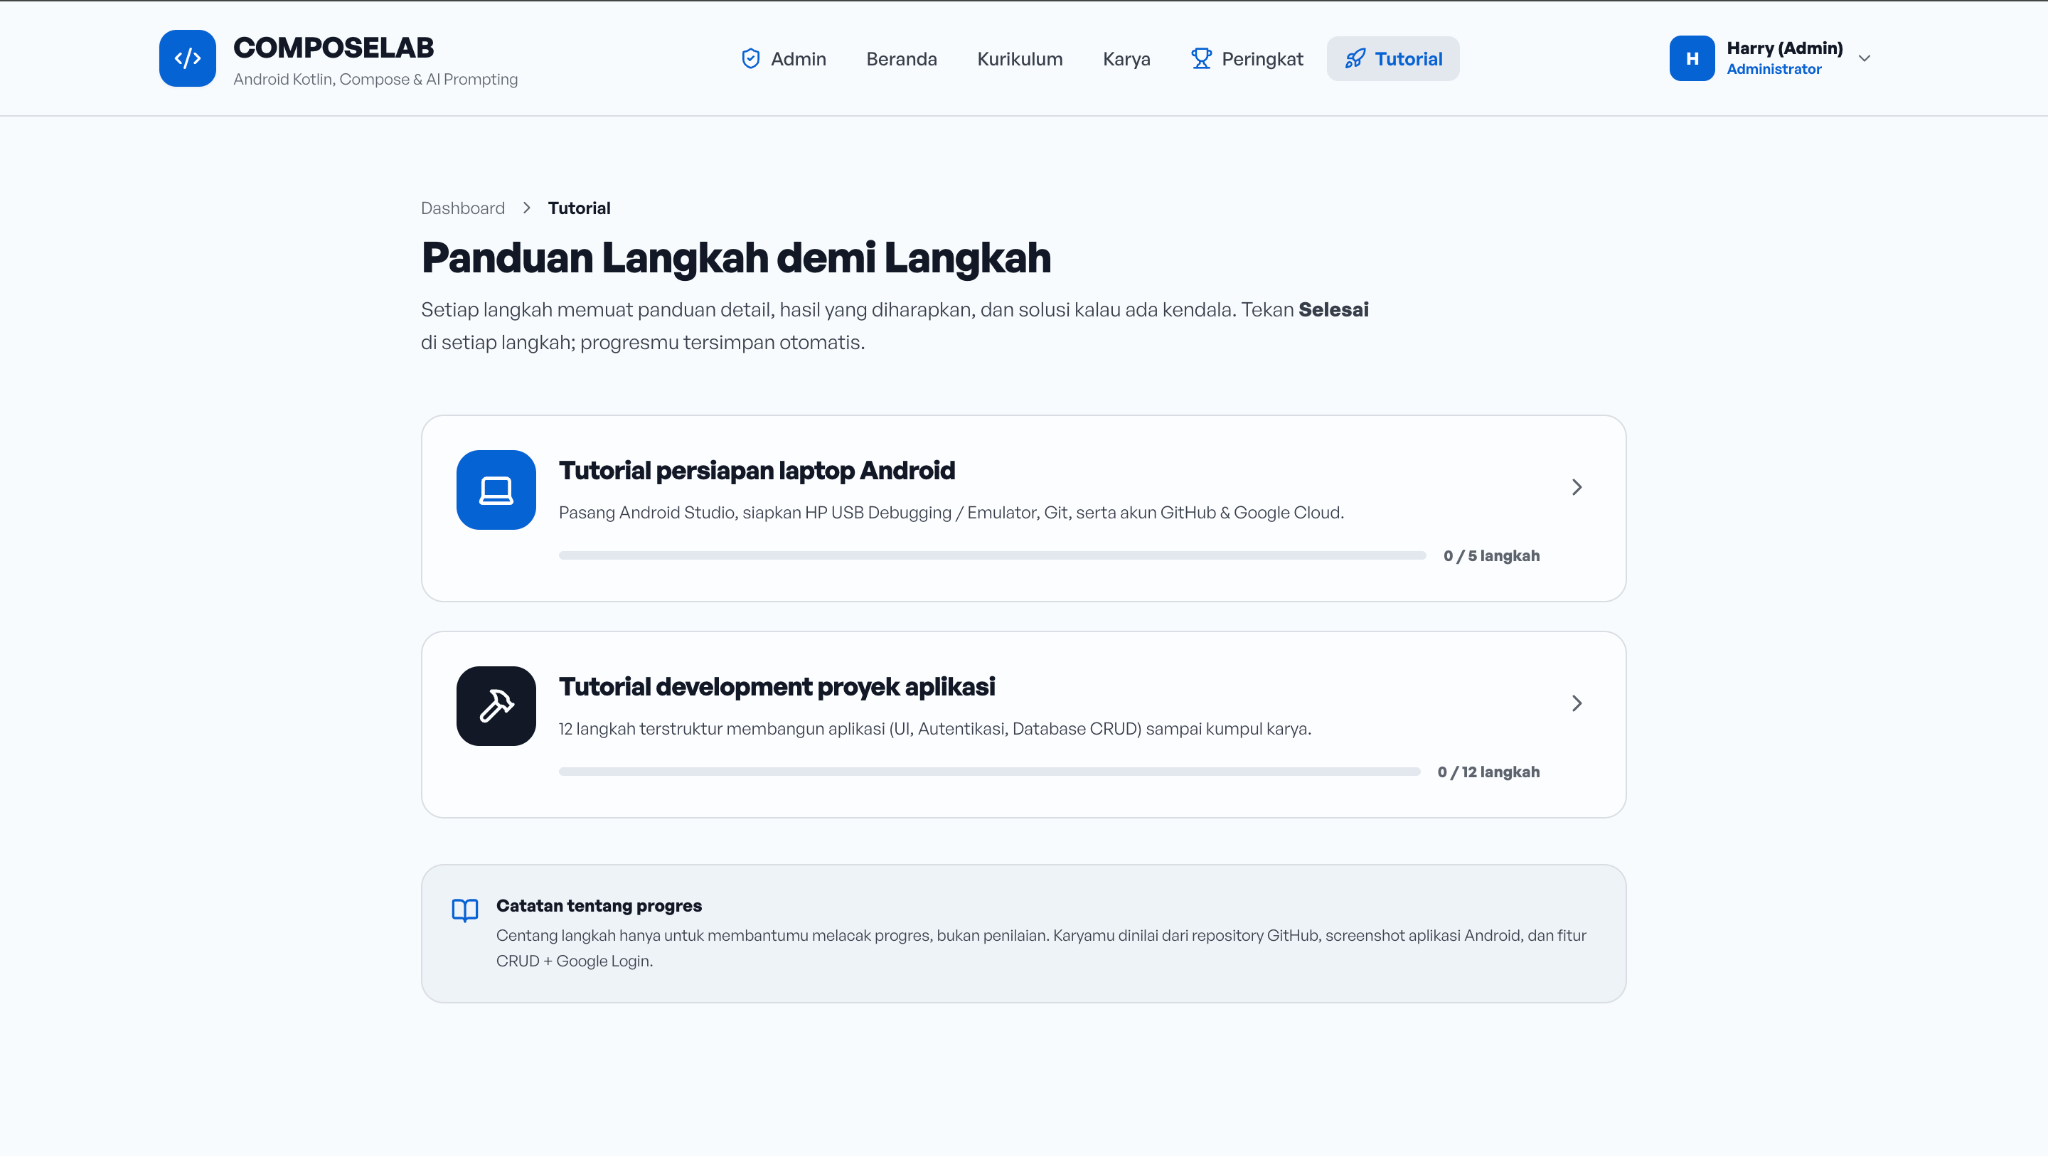 COMPOSELAB
Android Kotlin, Compose & AI Prompting
Admin
Beranda
Kurikulum
Karya
Peringkat
Tutorial
H
Harry (Admin)
Administrator
Dashboard > Tutorial
Panduan Langkah demi Langkah
Setiap langkah memuat panduan detail, hasil yang diharapkan, dan solusi kalau ada kendala. Tekan Selesai
di setiap langkah; progresmu tersimpan otomatis.
Tutorial persiapan laptop Android
Pasang Android Studio, siapkan HP USB Debugging / Emulator, Git, serta akun GitHub & Google Cloud.
0 / 5 langkah
Tutorial development proyek aplikasi
12 langkah terstruktur membangun aplikasi (UI, Autentikasi, Database CRUD) sampai kumpul karya.
0 / 12 langkah
Catatan tentang progres
Centang langkah hanya untuk membantumu melacak progres, bukan penilaian. Karyamu dinilai dari repository GitHub, screenshot aplikasi Android, dan fitur
CRUD + Google Login.